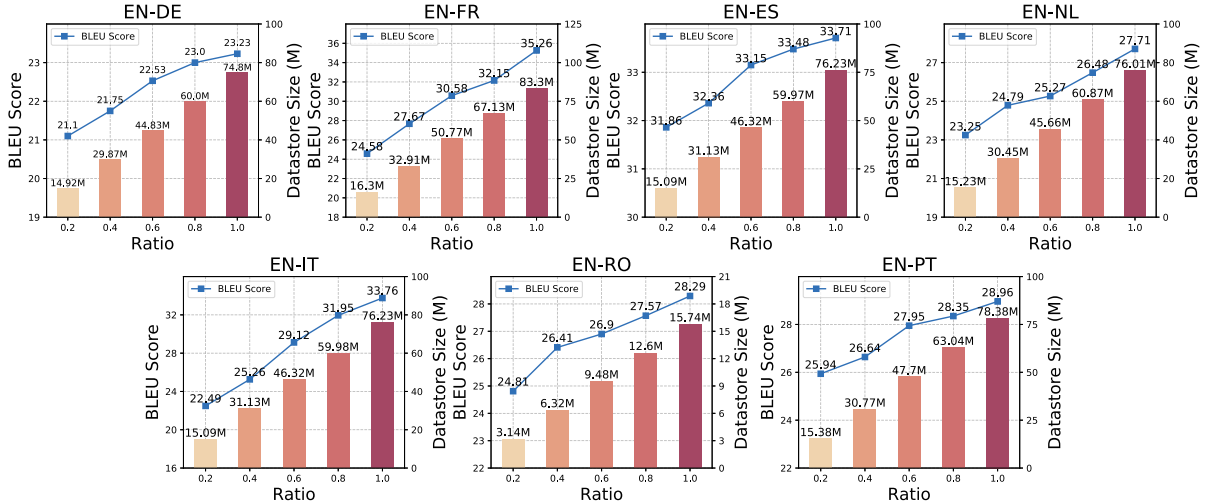 EN-DE
BLEU Score
BLEU Score
Datastore Size (M)
Ratio
23
22
21
20
19
100
80
60
40
20
0
0.2 0.4 0.6 0.8 1.0
21.1 21.75 22.53 23.0 23.23
14.92M 29.87M 44.83M 60.0M 74.8M
EN-FR
BLEU Score
BLEU Score
Datastore Size (M)
Ratio
36
34
32
30
28
26
24
22
20
18
125
100
75
50
25
0
0.2 0.4 0.6 0.8 1.0
24.58 27.67 30.58 32.15 35.26
16.3M 32.91M 50.77M 67.13M 83.3M
EN-ES
BLEU Score
BLEU Score
Datastore Size (M)
Ratio
33
32
31
30
100
75
50
25
0
0.2 0.4 0.6 0.8 1.0
31.86 32.36 33.15 33.48 33.71
15.09M 31.13M 46.32M 59.97M 76.23M
EN-NL
BLEU Score
BLEU Score
Datastore Size (M)
Ratio
27
25
23
21
19
100
80
60
40
20
0
0.2 0.4 0.6 0.8 1.0
23.25 24.79 25.27 26.48 27.71
15.23M 30.45M 45.66M 60.87M 76.01M
EN-IT
BLEU Score
BLEU Score
Datastore Size (M)
Ratio
32
28
24
20
16
100
80
60
40
20
0
0.2 0.4 0.6 0.8 1.0
22.49 25.26 29.12 31.95 33.76
15.09M 31.13M 46.32M 59.98M 76.23M
EN-RO
BLEU Score
BLEU Score
Datastore Size (M)
Ratio
28
27
26
25
24
23
22
21
18
15
12
9
6
3
0
0.2 0.4 0.6 0.8 1.0
24.81 26.41 26.9 27.57 28.29
3.14M 6.32M 9.48M 12.6M 15.74M
EN-PT
BLEU Score
BLEU Score
Datastore Size (M)
Ratio
28
26
24
22
100
75
50
25
0
0.2 0.4 0.6 0.8 1.0
25.94 26.64 27.95 28.35 28.96
15.38M 30.77M 47.7M 63.04M 78.38M